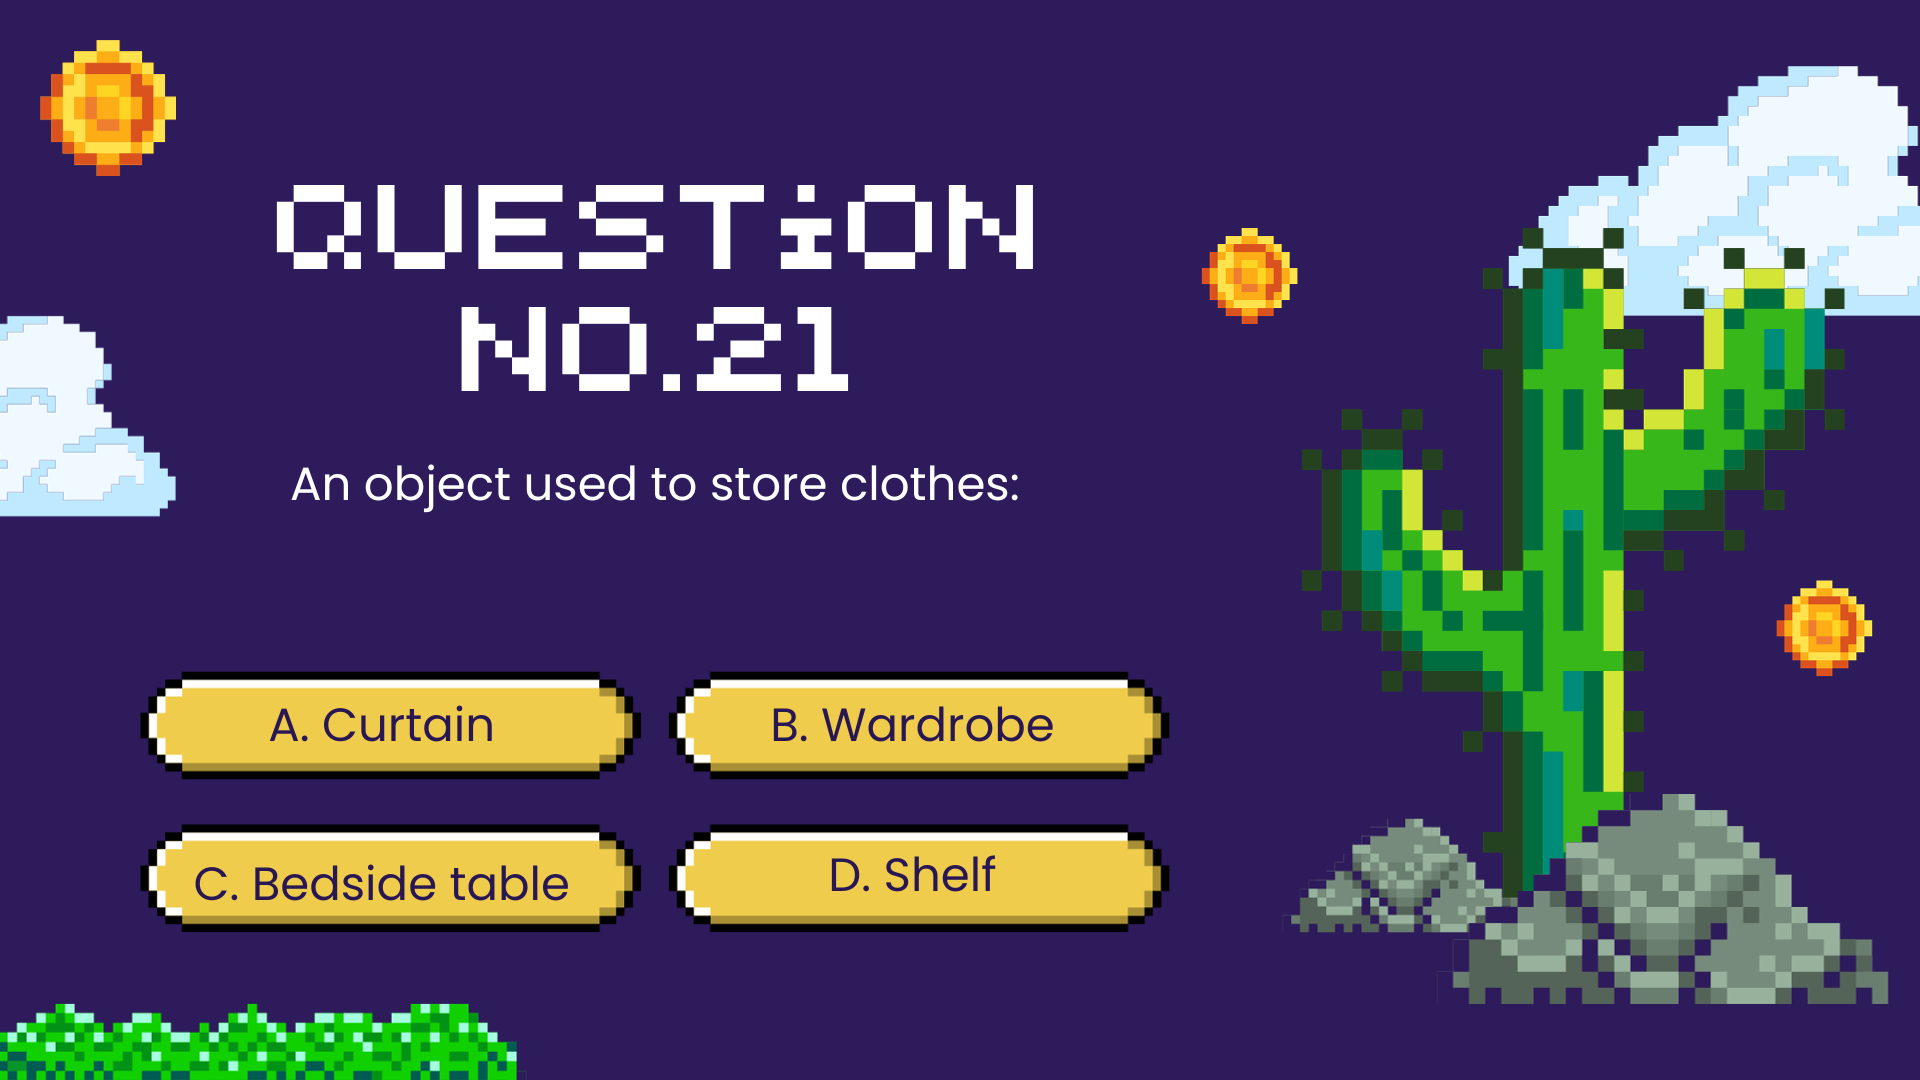 QUESTiON
NO.21
An object used to store clothes:
A. Curtain
B. Wardrobe
C. Bedside table
D. Shelf